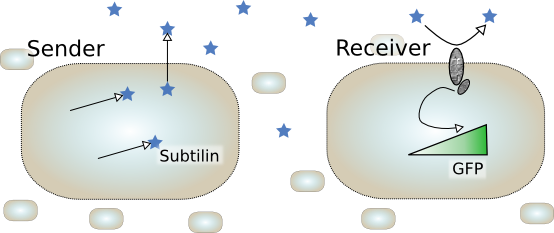 Sender
Receiver
Subtilin
GFP